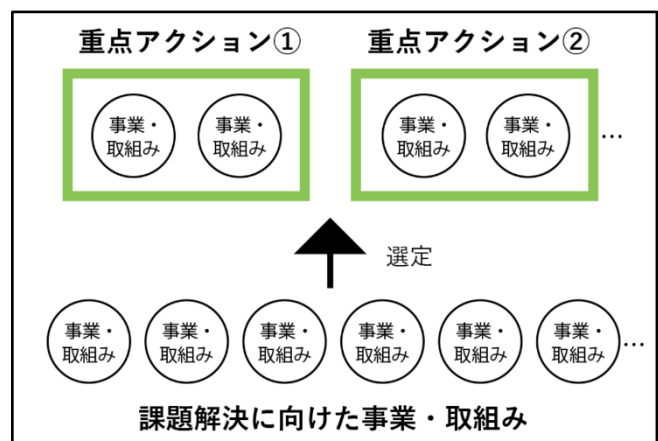 重点アクション① 重点アクション②
事業・ 事業・ 事業・ 事業・
取組み 取組み 取組み 取組み …
選定
事業・ 事業・ 事業・ 事業・ 事業・ 事業・
取組み 取組み 取組み 取組み 取組み 取組み …
課題解決に向けた事業・取組み